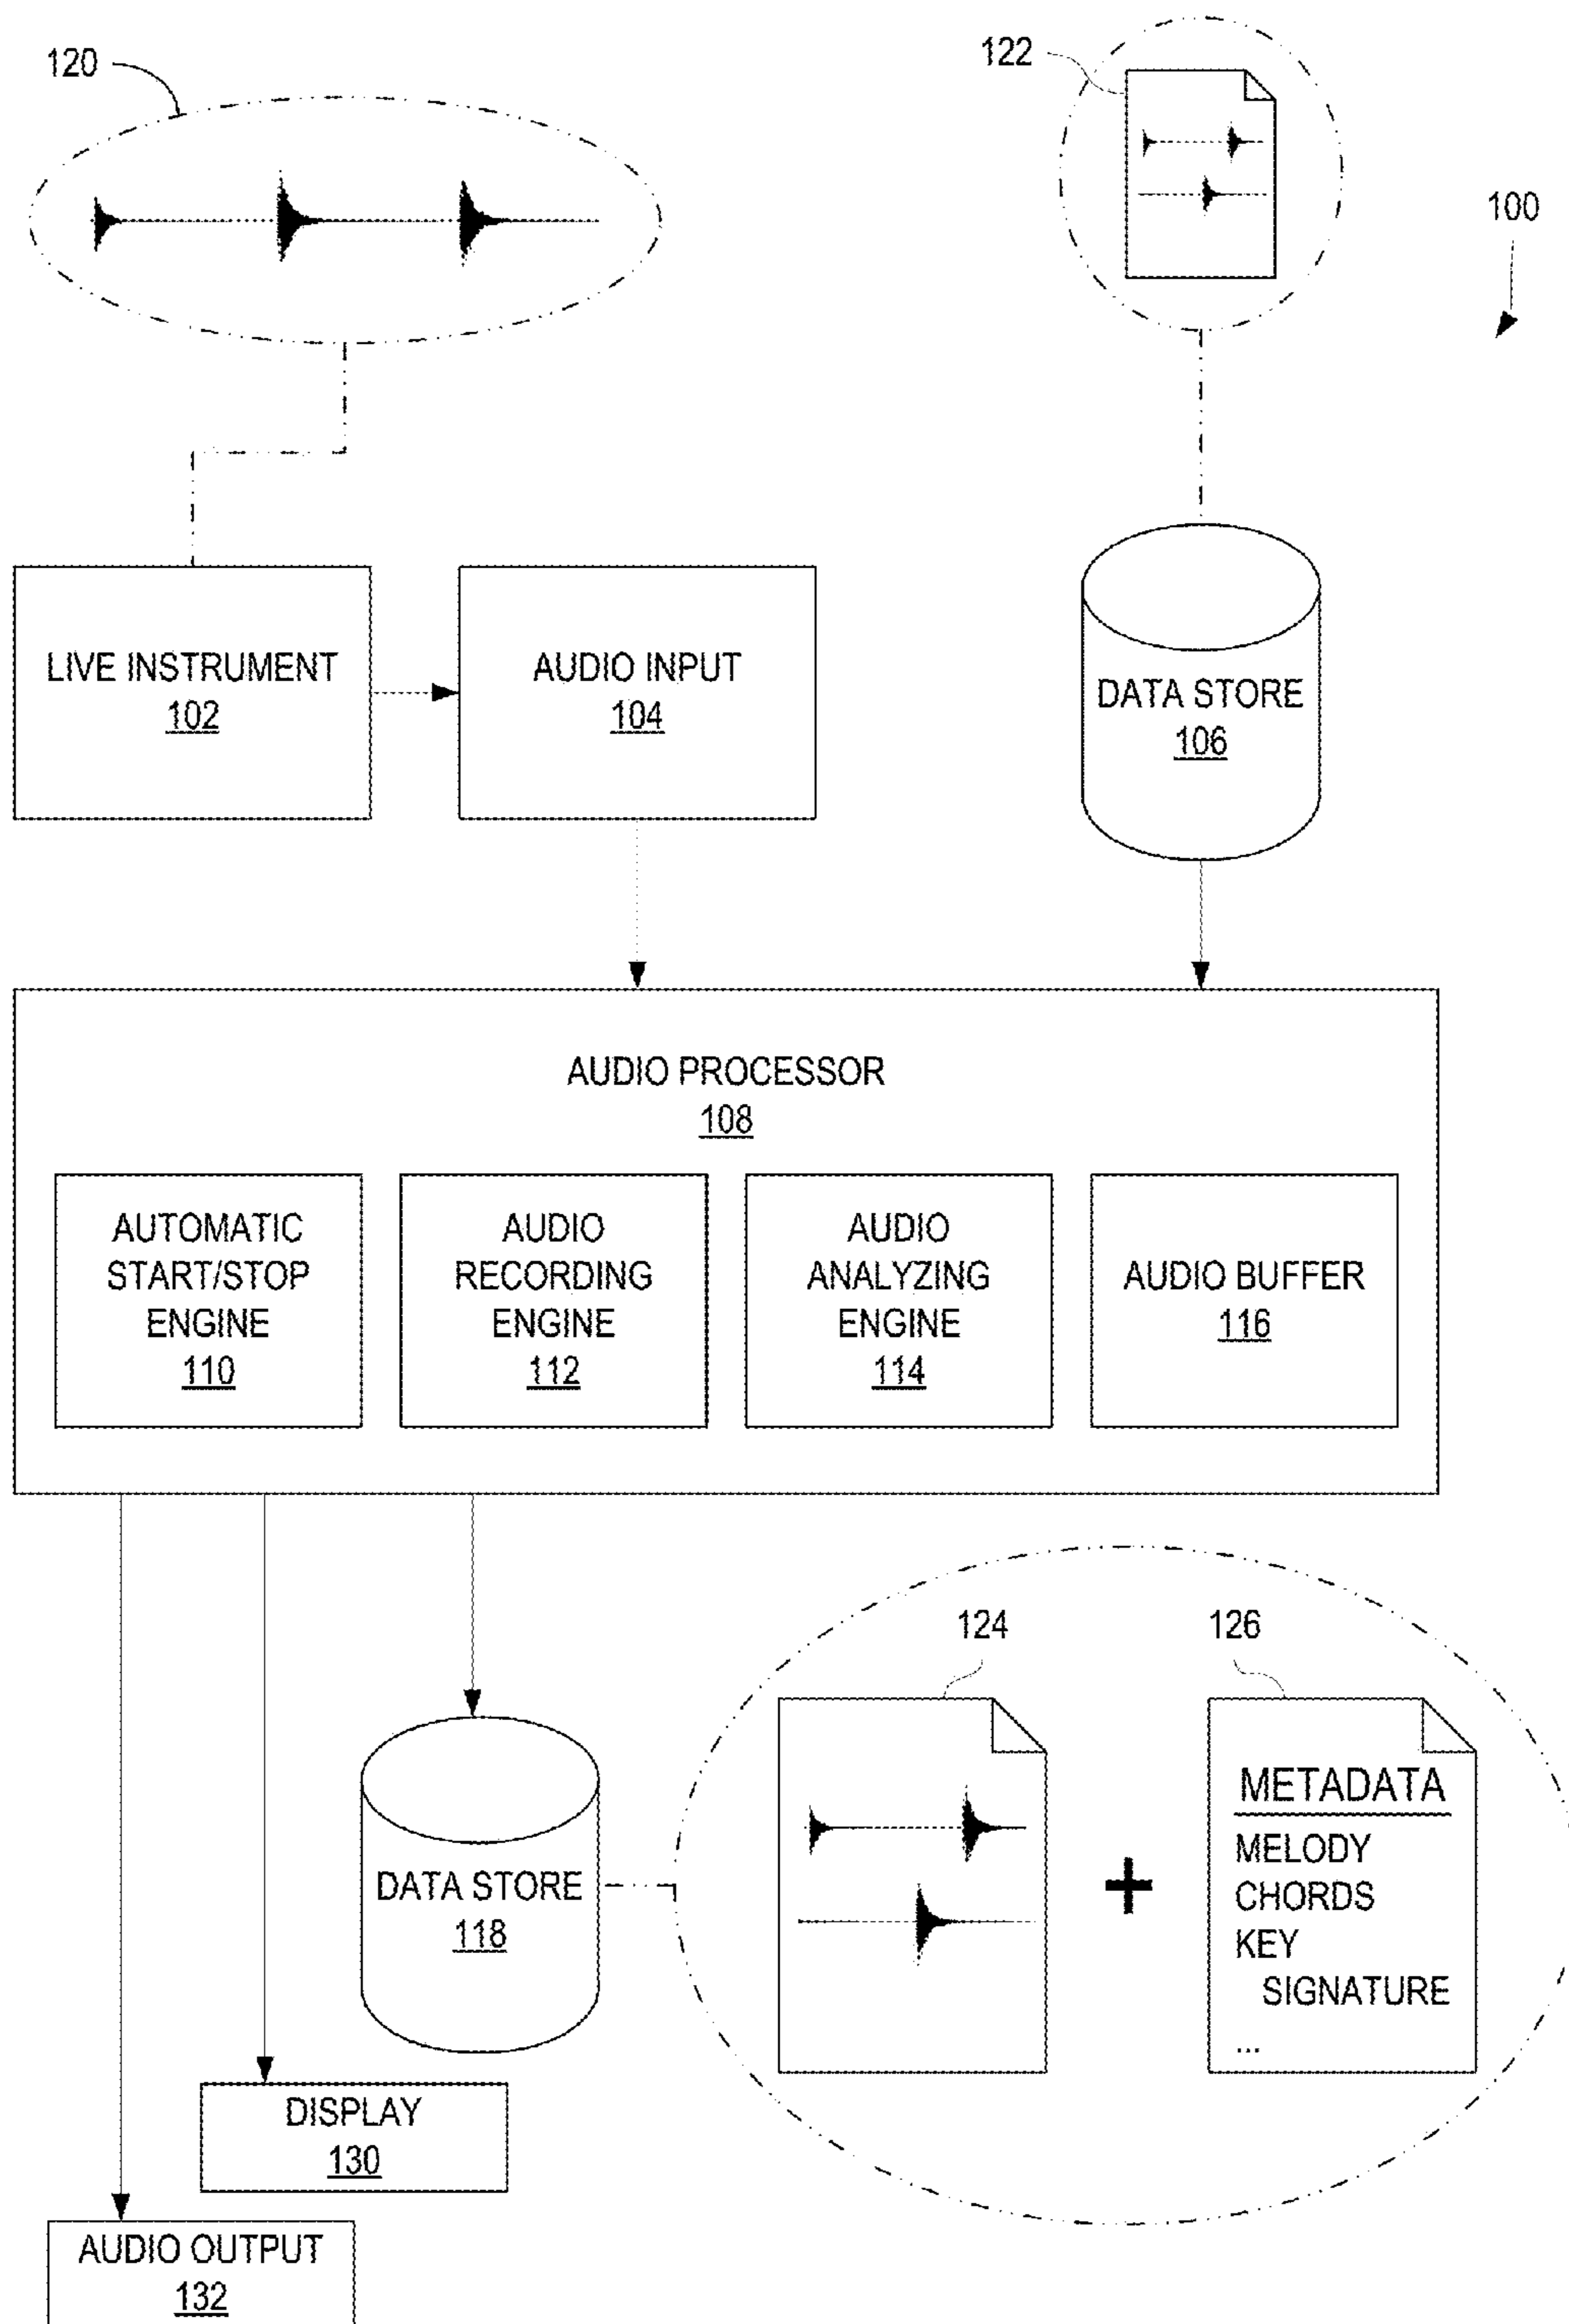 120
122
100
LIVE INSTRUMENT
102
AUDIO INPUT
104
DATA STORE
106
AUDIO PROCESSOR
108
AUTOMATIC
START/STOP
ENGINE
110
AUDIO
RECORDING
ENGINE
112
AUDIO
ANALYZING
ENGINE
114
AUDIO BUFFER
116
124
126
METADATA
MELODY
CHORDS
KEY
SIGNATURE
...
DATA STORE
118
DISPLAY
130
AUDIO OUTPUT
132